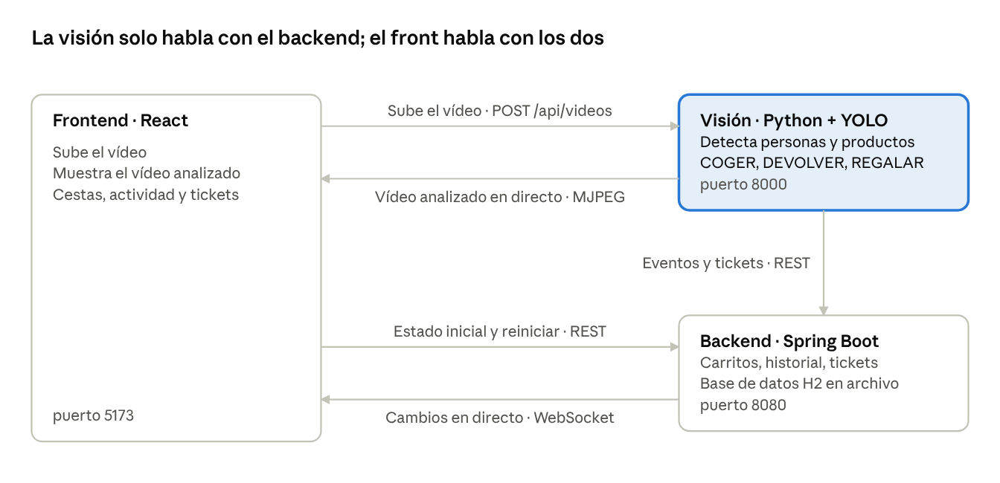 La visión solo habla con el backend; el front habla con los dos
Frontend · React
Sube el vídeo
Muestra el vídeo analizado
Cestas, actividad y tickets
puerto 5173
Sube el vídeo · POST /api/videos
Vídeo analizado en directo · MJPEG
Visión · Python + YOLO
Detecta personas y productos
COGER, DEVOLVER, REGALAR
puerto 8000
Eventos y tickets · REST
Estado inicial y reiniciar · REST
Cambios en directo · WebSocket
Backend · Spring Boot
Carritos, historial, tickets
Base de datos H2 en archivo
puerto 8080